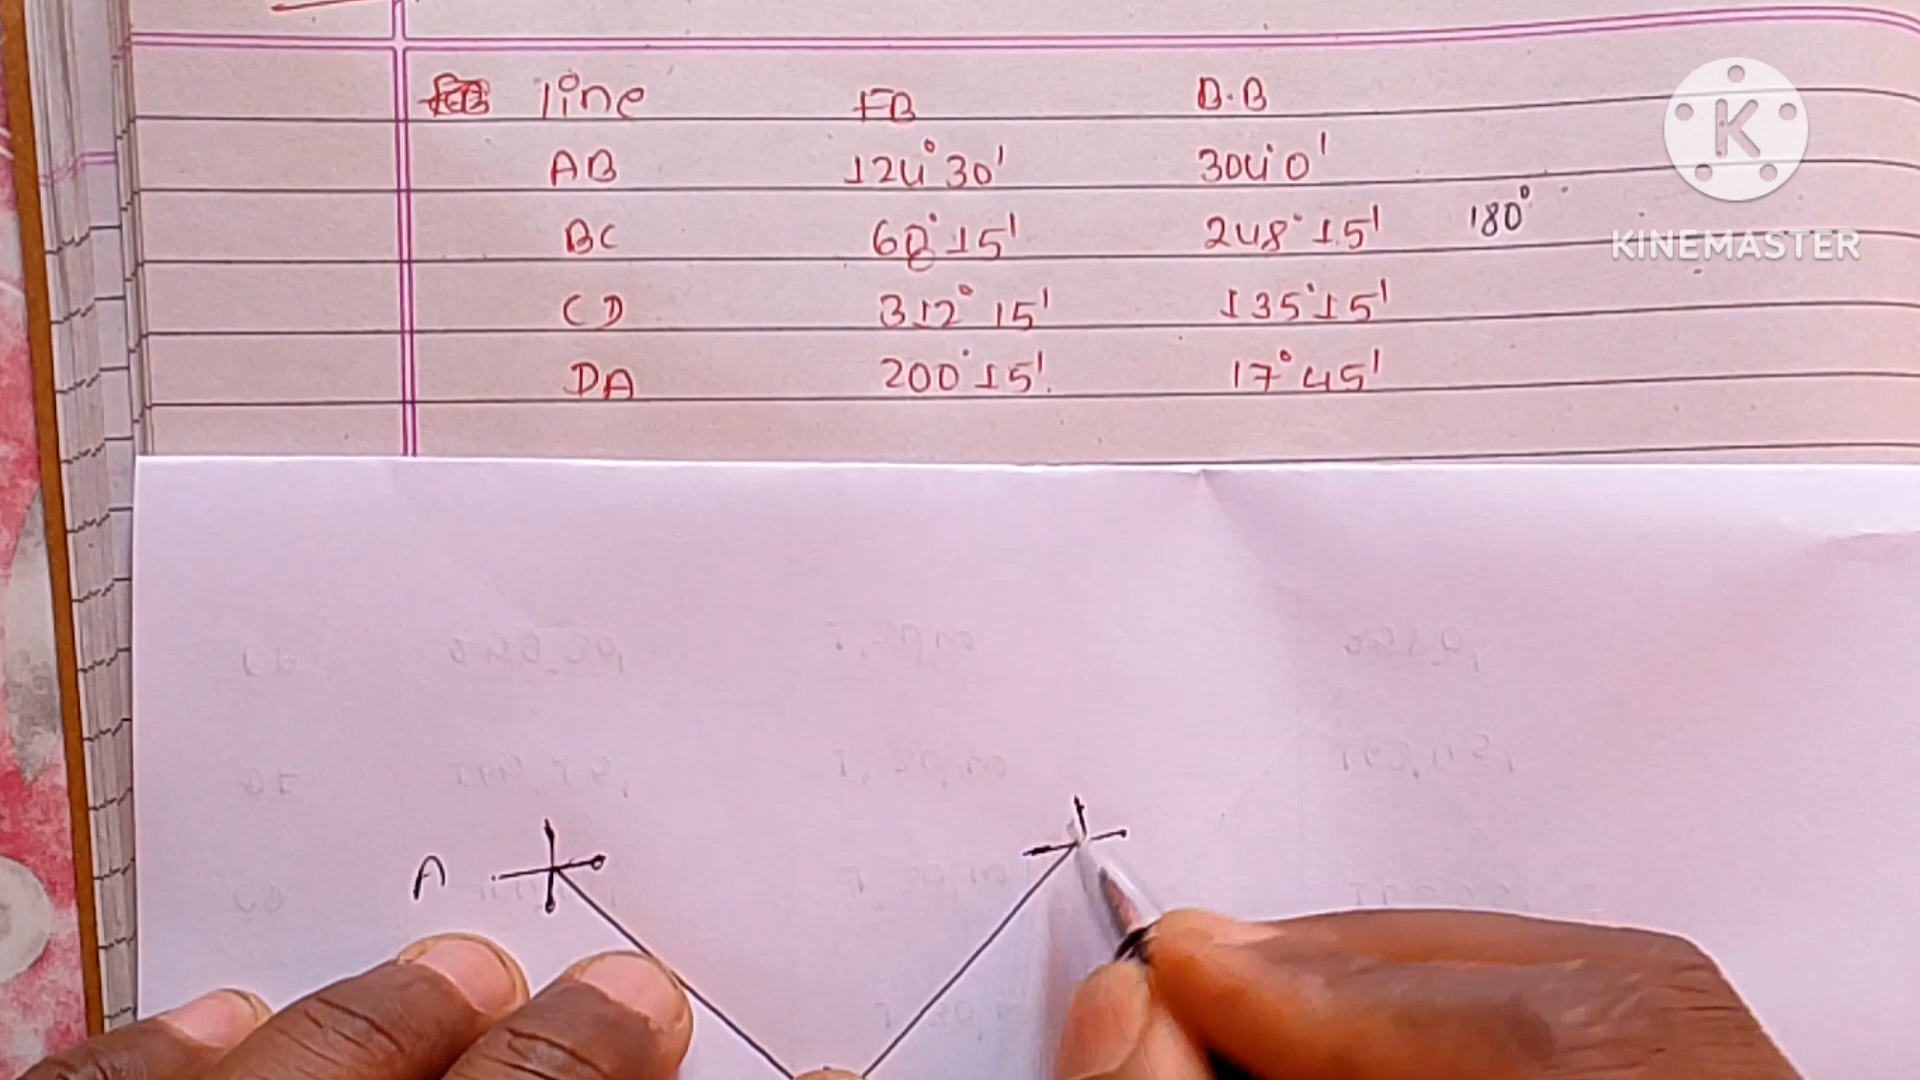 line FB B.B
AB 124°30' 304°0'
BC 68°15' 248°15' 180°
CD 312°15' 135°15'
DA 200°15' 17°45'
K
KINEMASTER
A